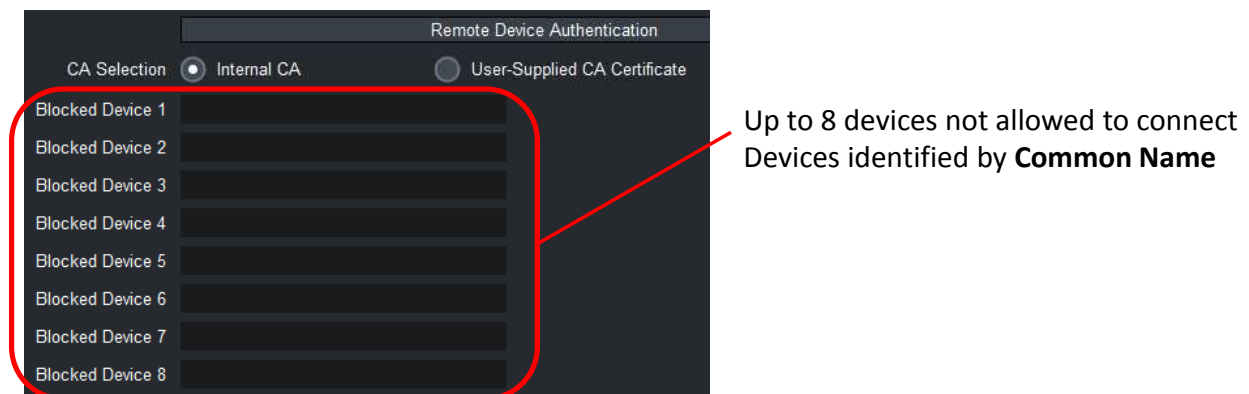 Remote Device Authentication
CA Selection Internal CA User-Supplied CA Certificate
Blocked Device 1
Blocked Device 2
Blocked Device 3
Blocked Device 4
Blocked Device 5
Blocked Device 6
Blocked Device 7
Blocked Device 8
Up to 8 devices not allowed to connect
Devices identified by Common Name